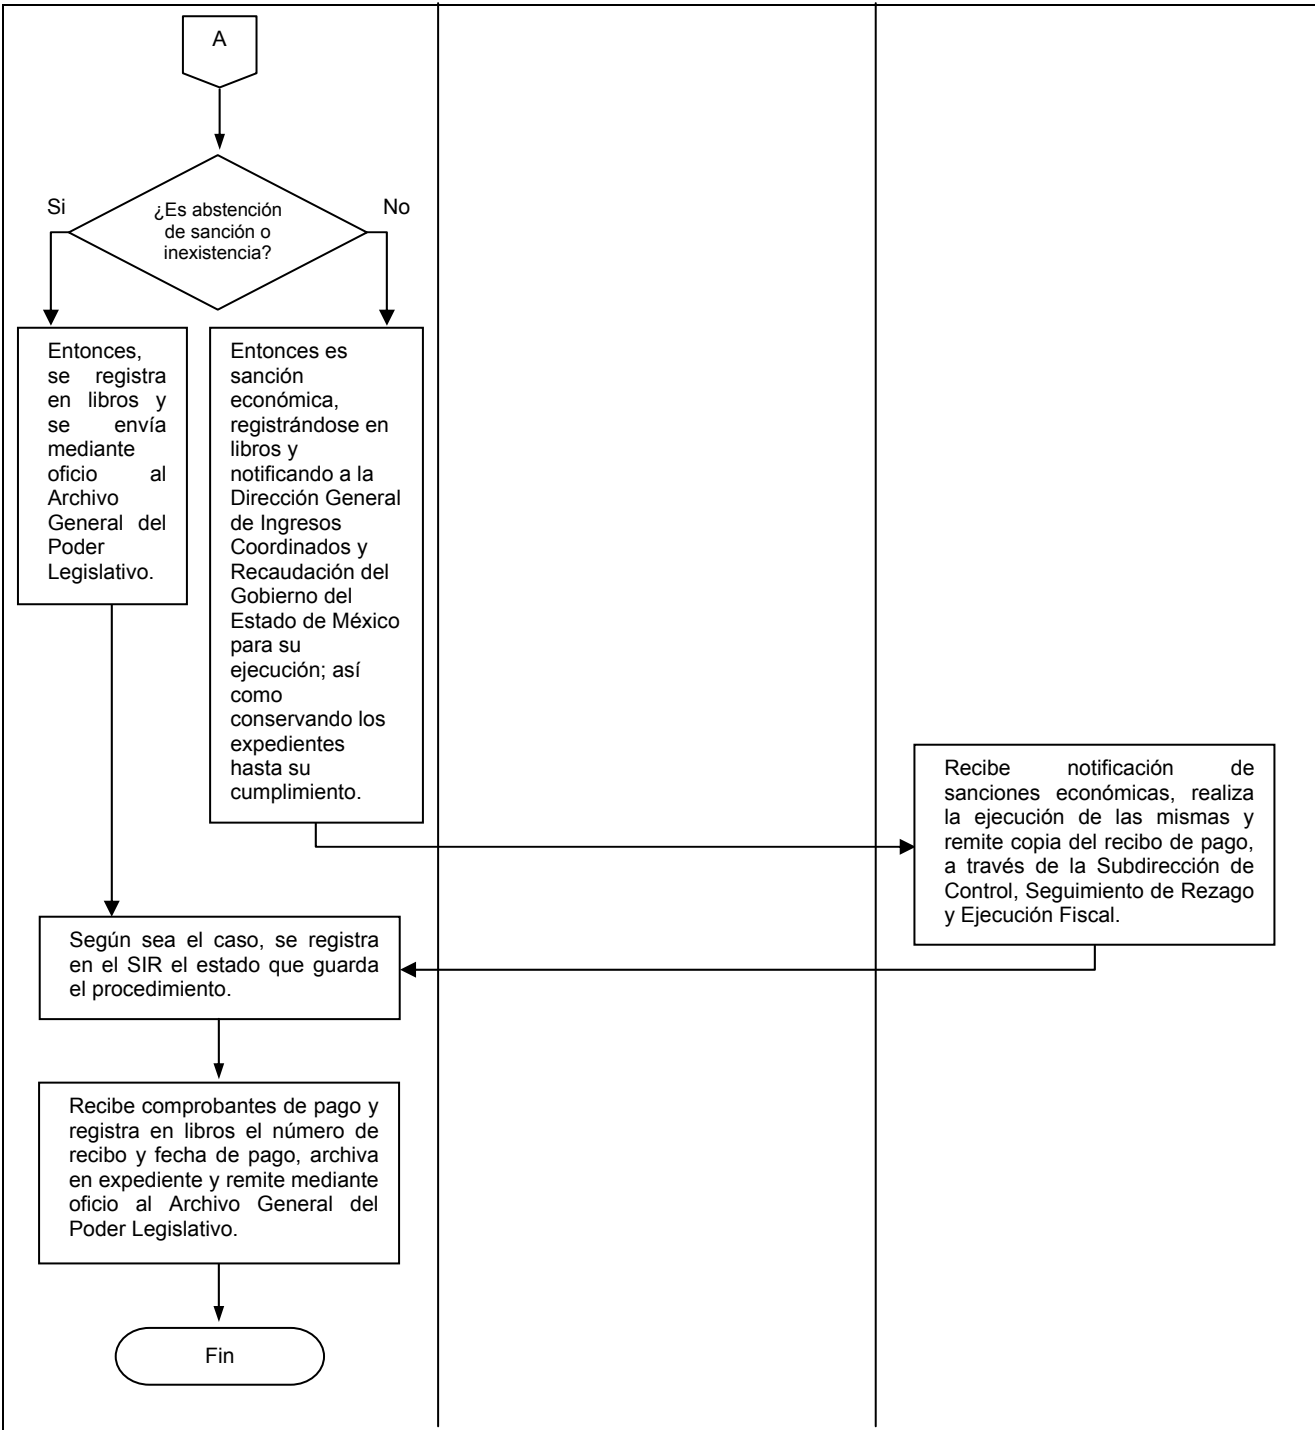 A
Si
¿Es abstención
de sanción o
inexistencia?
No
Entonces,
se registra
en libros y
se envía
mediante
oficio al
Archivo
General del
Poder
Legislativo.
Entonces es
sanción
económica,
registrándose en
libros y
notificando a la
Dirección General
de Ingresos
Coordinados y
Recaudación del
Gobierno del
Estado de México
para su
ejecución; así
como
conservando los
expedientes
hasta su
cumplimiento.
Recibe notificación de
sanciones económicas, realiza
la ejecución de las mismas y
remite copia del recibo de pago,
a través de la Subdirección de
Control, Seguimiento de Rezago
y Ejecución Fiscal.
Según sea el caso, se registra
en el SIR el estado que guarda
el procedimiento.
Recibe comprobantes de pago y
registra en libros el número de
recibo y fecha de pago, archiva
en expediente y remite mediante
oficio al Archivo General del
Poder Legislativo.
Fin